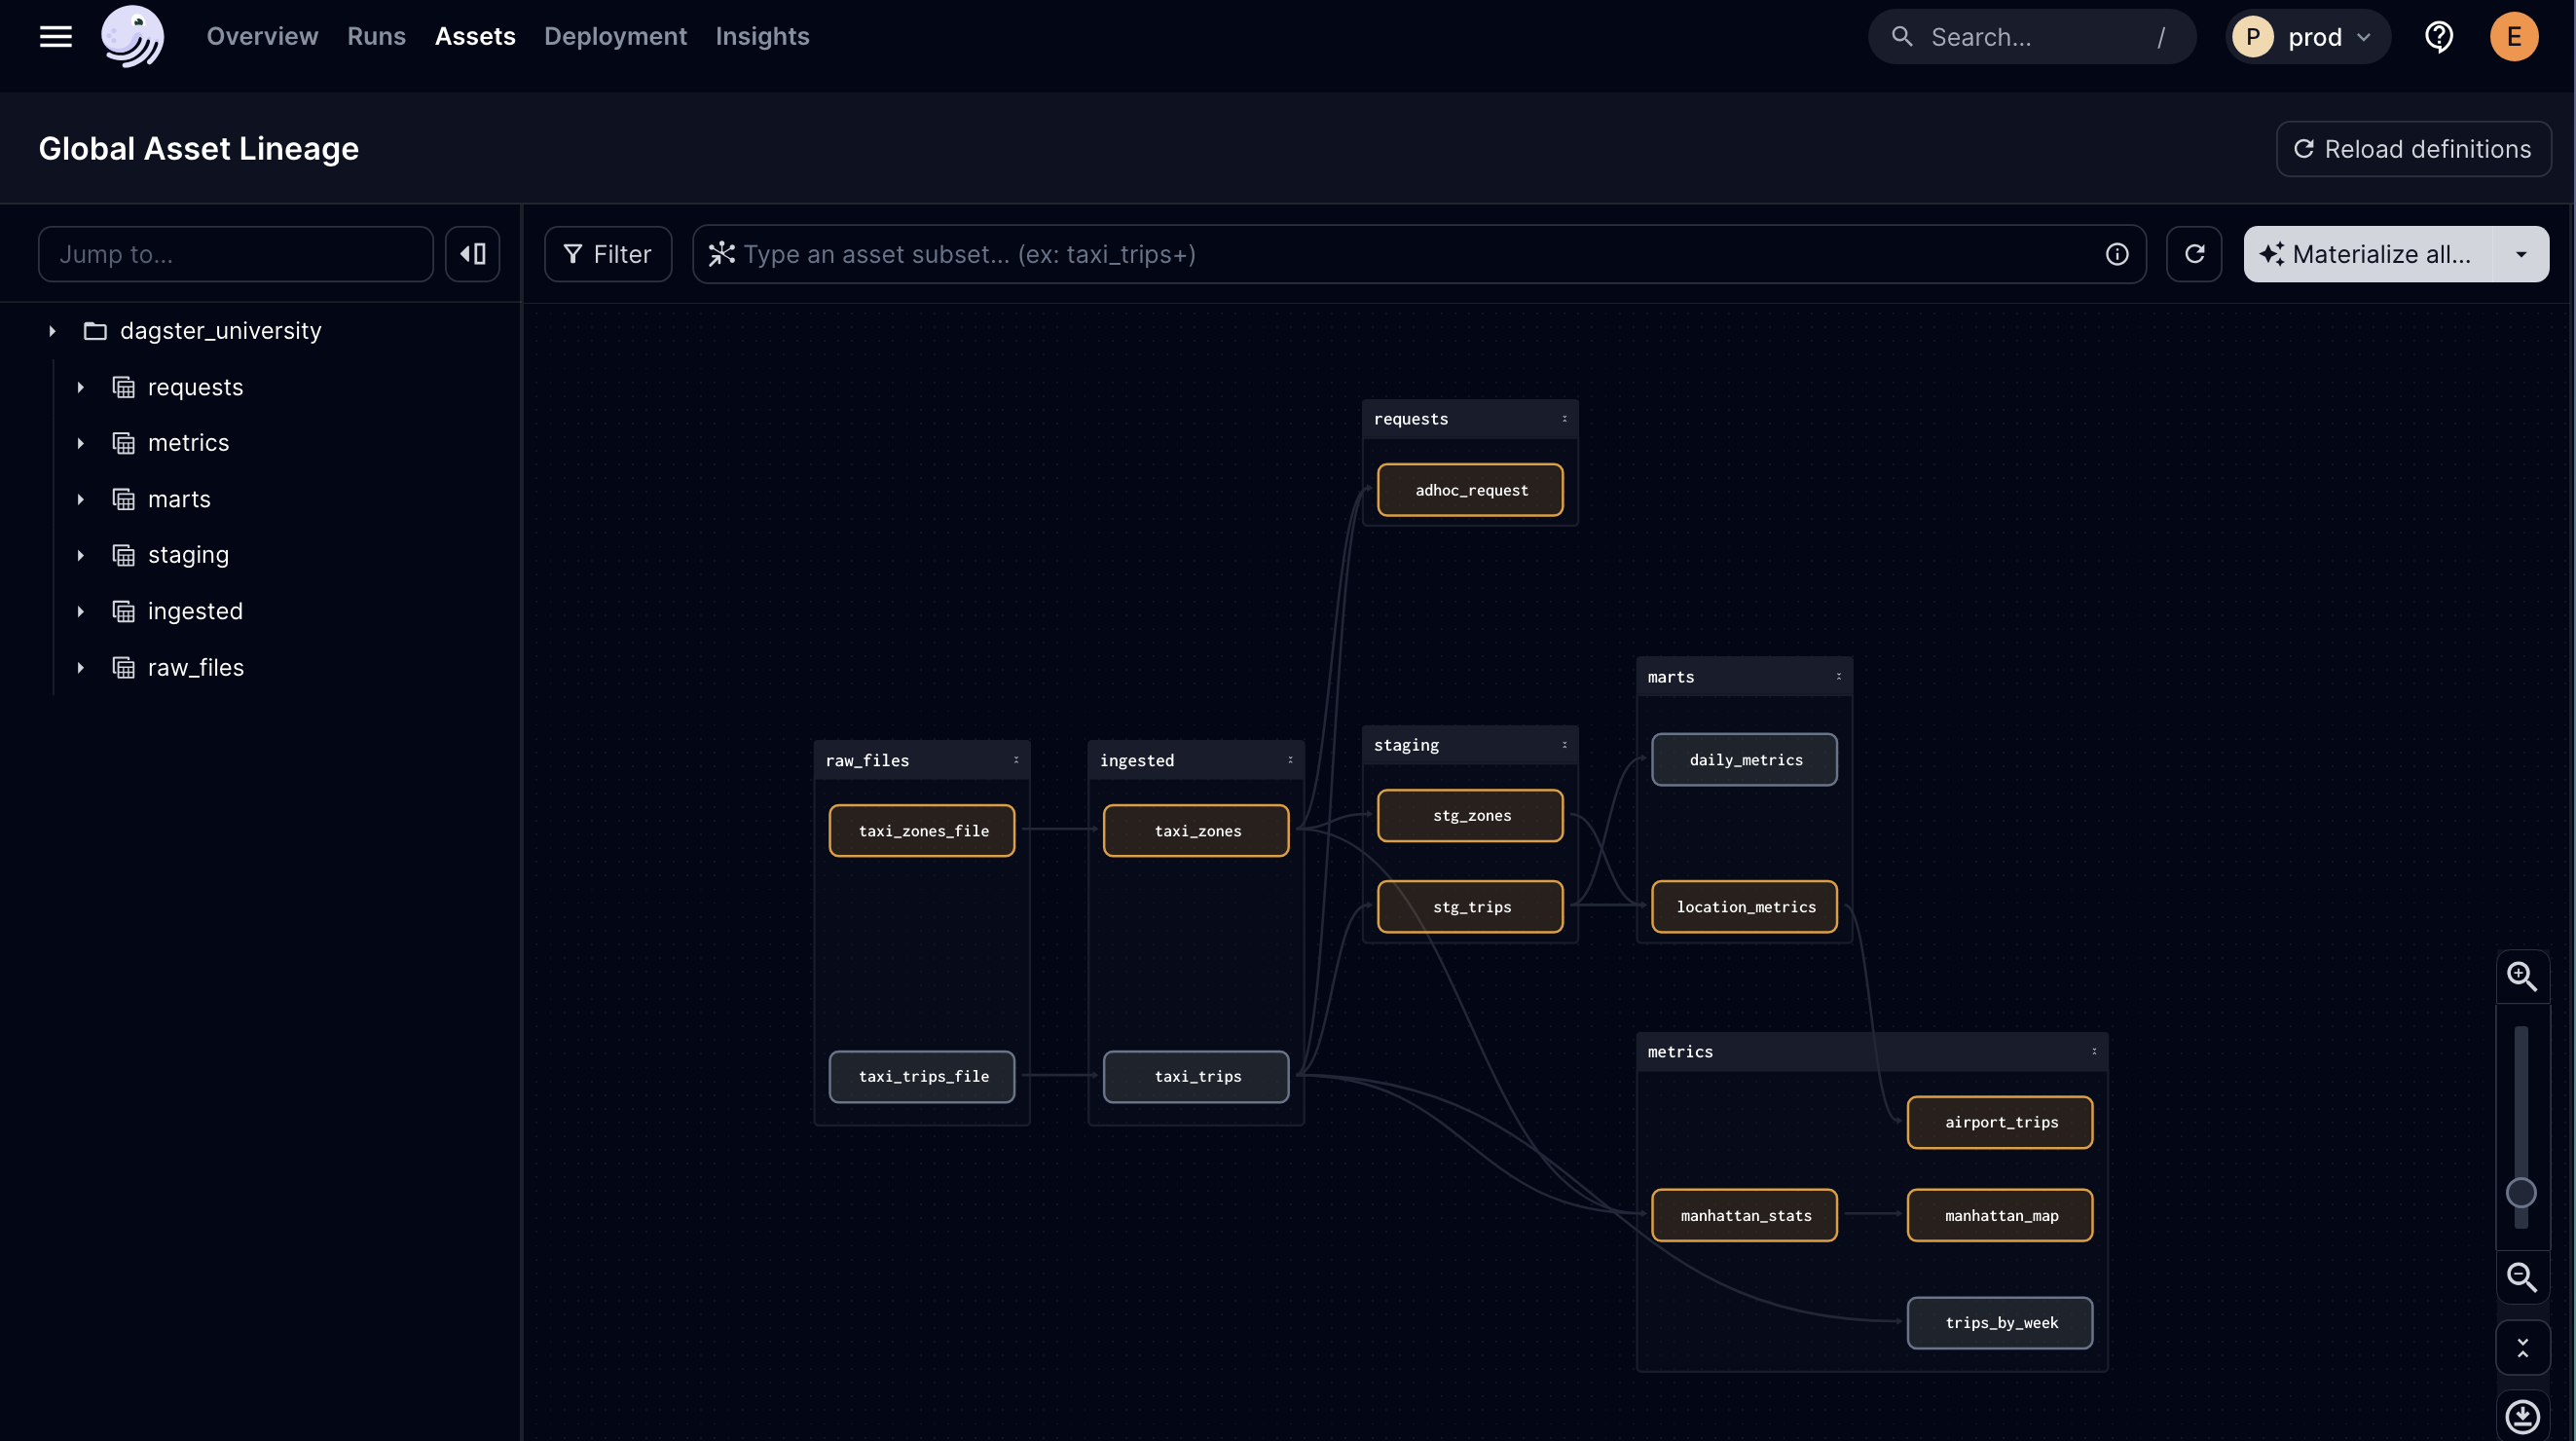 Overview Runs Assets Deployment Insights
Search... /
P prod
E
Global Asset Lineage
Reload definitions
Jump to...
Filter
Type an asset subset... (ex: taxi_trips+)
Materialize all...
dagster_university
requests
metrics
marts
staging
ingested
raw_files
requests
adhoc_request
marts
daily_metrics
location_metrics
staging
stg_zones
stg_trips
raw_files
taxi_zones_file
taxi_trips_file
ingested
taxi_zones
taxi_trips
metrics
airport_trips
manhattan_stats
manhattan_map
trips_by_week